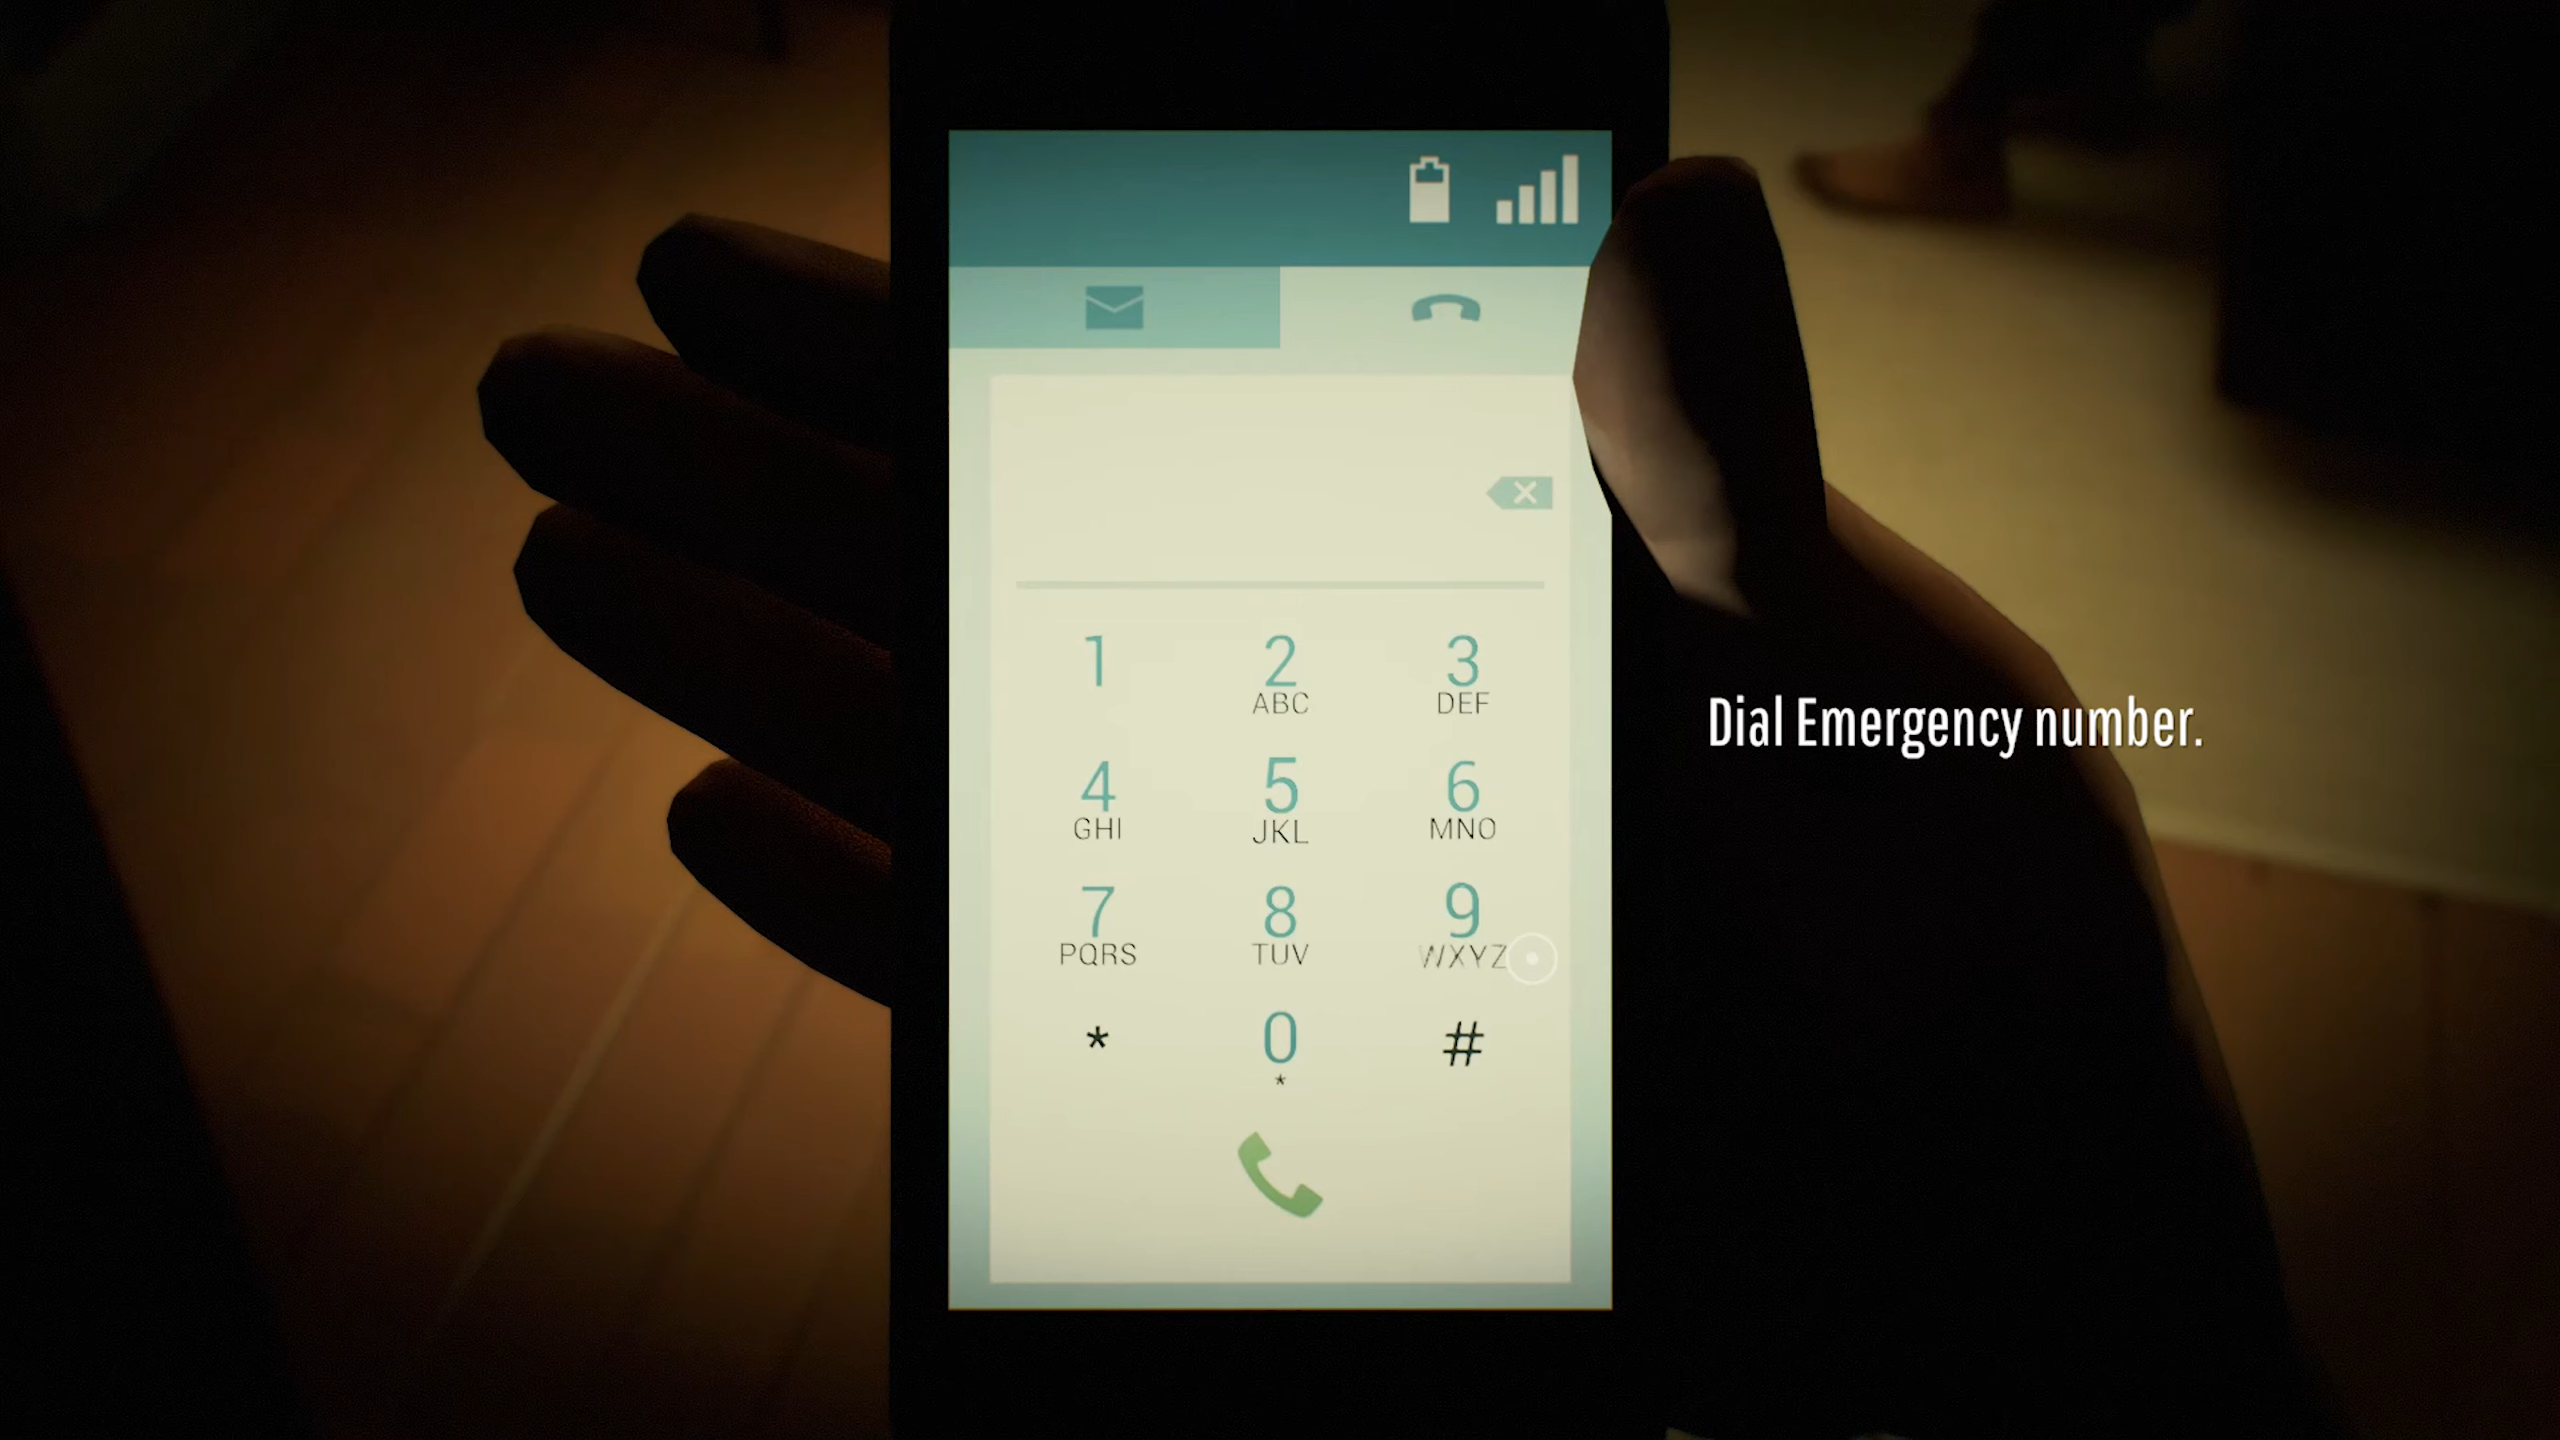 1 2 3
ABC DEF
Dial Emergency number.
4 5 6
GHI JKL MNO
7 8 9
PQRS TUV WXYZ
* 0 #
*